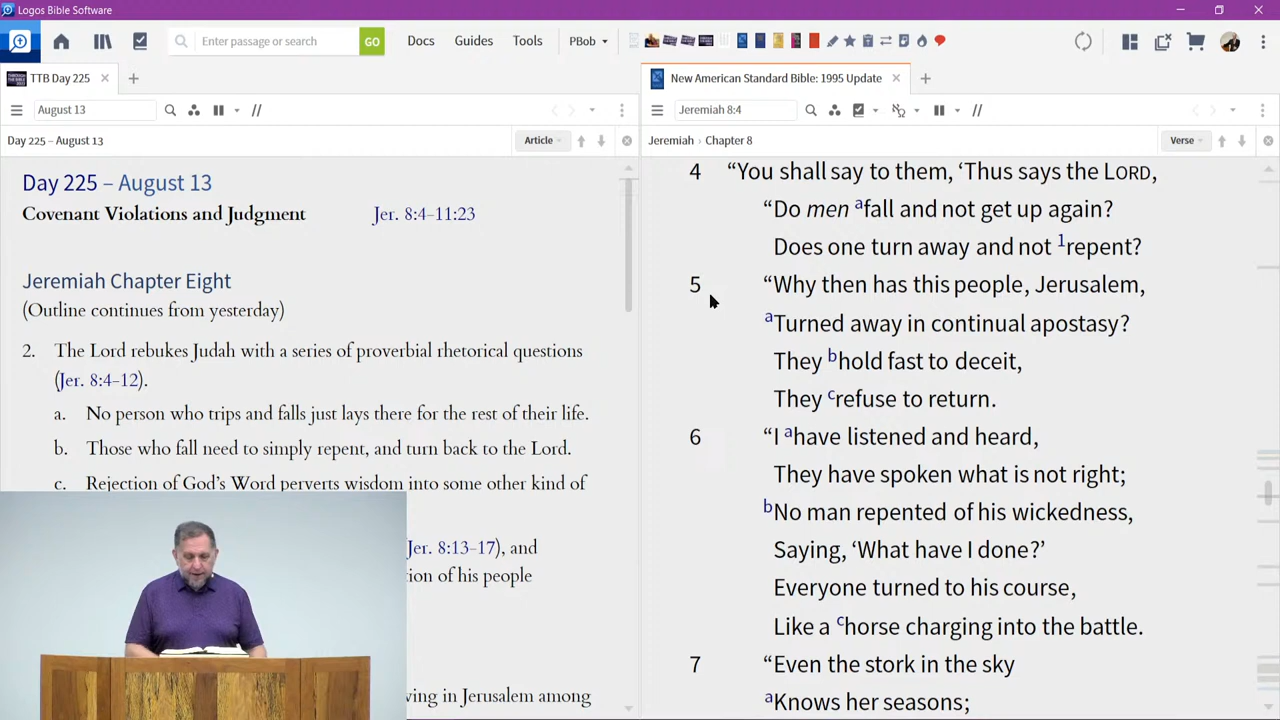 Logos Bible Software
Enter passage or search
GO
Docs
Guides
Tools
PBob
TTB Day 225
August 13
Day 225 – August 13
Article
Day 225 – August 13
Covenant Violations and Judgment Jer. 8:4–11:23
Jeremiah Chapter Eight
(Outline continues from yesterday)
2. The Lord rebukes Judah with a series of proverbial rhetorical questions
(Jer. 8:4-12).
a. No person who trips and falls just lays there for the rest of their life.
b. Those who fall need to simply repent, and turn back to the Lord.
c. Rejection of God’s Word perverts wisdom into some other kind of
Jer. 8:13–17), and
ion of his people
ving in Jerusalem among
New American Standard Bible: 1995 Update
Jeremiah 8:4
Jeremiah › Chapter 8
Verse
4 “You shall say to them, ‘Thus says the LORD,
“Do men afall and not get up again?
Does one turn away and not 1repent?
5 “Why then has this people, Jerusalem,
aTurned away in continual apostasy?
They bhold fast to deceit,
They crefuse to return.
6 “I ahave listened and heard,
They have spoken what is not right;
bNo man repented of his wickedness,
Saying, ‘What have I done?’
Everyone turned to his course,
Like a chorse charging into the battle.
7 “Even the stork in the sky
aKnows her seasons;